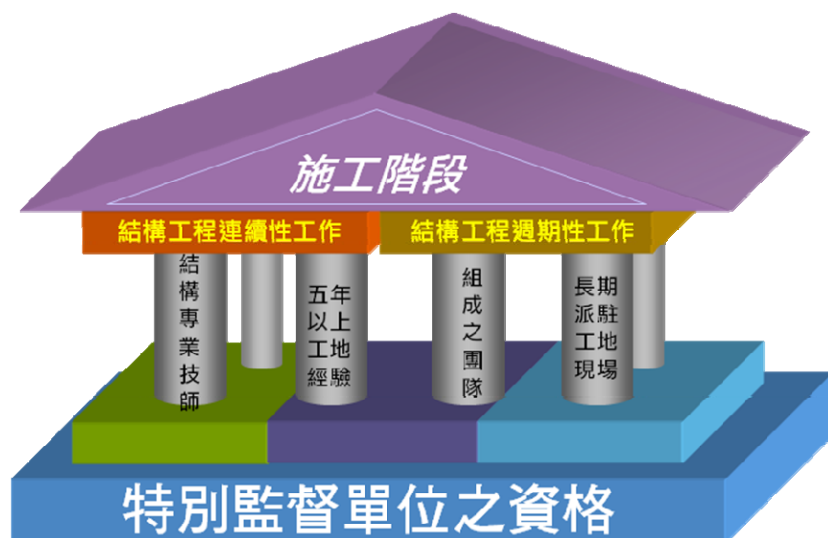 施工階段
結構工程連續性工作
結構工程週期性工作
結構專業技師
五年
以上
工地
經驗
組成之團隊
長期
派駐
工地
現場
特別監督單位之資格